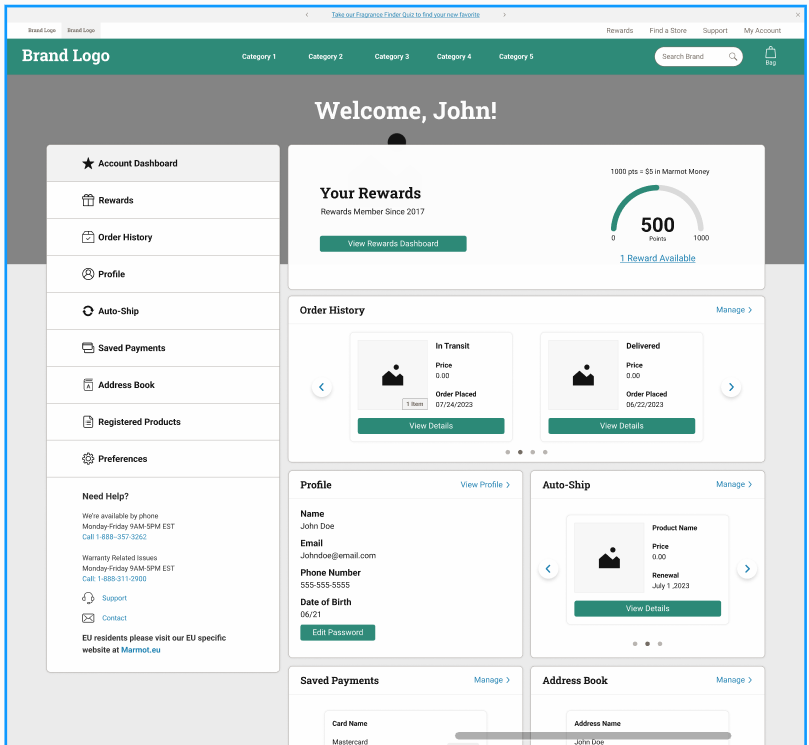 Take our Fragrance Finder Quiz to find your new favorite
Brand Logo Brand Logo Rewards Find a Store Support My Account
Brand Logo Category 1 Category 2 Category 3 Category 4 Category 5 Search Brand Bag
Welcome, John!
Account Dashboard
Rewards
Order History
Profile
Auto-Ship
Saved Payments
Address Book
A
Registered Products
Preferences
Need Help?
We're available by phone
Monday-Friday 9AM-5PM EST
Call 1-888-357-3262
Warranty Related Issues
Monday-Friday 9AM-5PM EST
Call: 1-888-311-2900
Support
Contact
EU residents please visit our EU specific
website at Marmot.eu
Your Rewards
Rewards Member Since 2017
View Rewards Dashboard
1000 pts = $5 in Marmot Money
500
0 Points 1000
1 Reward Available
Order History Manage
In Transit
Price
0.00
Order Placed
07/24/2023
1 Item
View Details
Delivered
Price
0.00
Order Placed
06/22/2023
View Details
Profile View Profile
Name
John Doe
Email
Johndoe@email.com
Phone Number
555-555-5555
Date of Birth
06/21
Edit Password
Auto-Ship Manage
Product Name
Price
0.00
Renewal
July 1 ,2023
View Details
Saved Payments Manage
Card Name
Mastercard
Address Book Manage
Address Name
John Doe